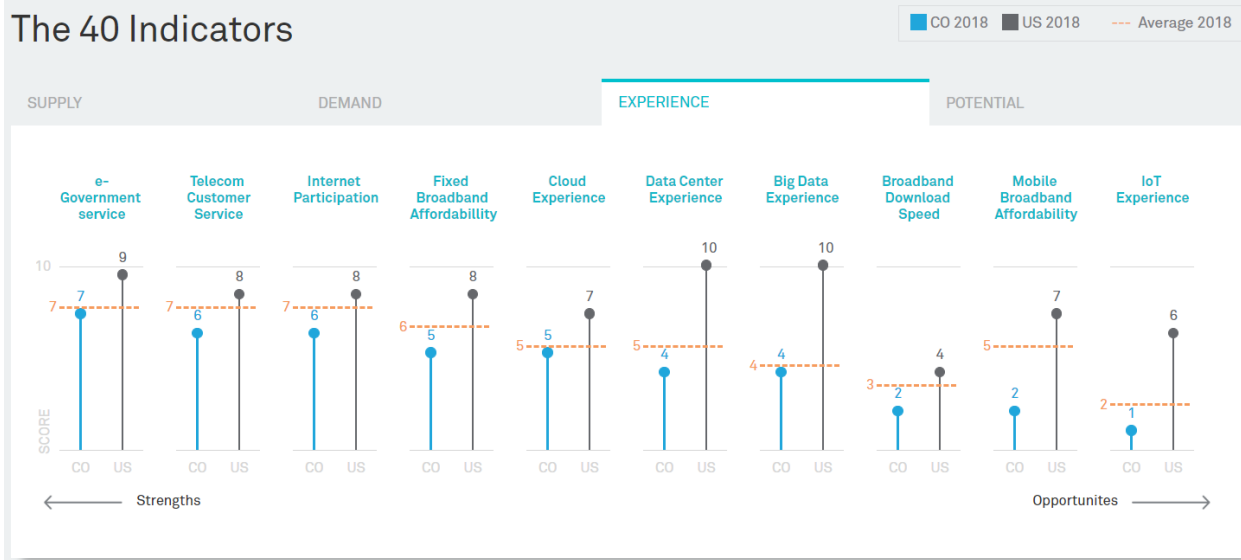 The 40 Indicators
CO 2018 US 2018 Average 2018
SUPPLY DEMAND EXPERIENCE POTENTIAL
e-
Government
service
Telecom
Customer
Service
Internet
Participation
Fixed
Broadband
Affordabillity
Cloud
Experience
Data Center
Experience
Big Data
Experience
Broadband
Download
Speed
Mobile
Broadband
Affordability
IoT
Experience
10
SCORE
7 7 9
7 6 8
7 6 8
6 5 8
5 5 7
5 4 10
4 4 10
3 2 4
5 2 7
2 1 6
CO US CO US CO US CO US CO US CO US CO US CO US CO US CO US
Strengths
Opportunites